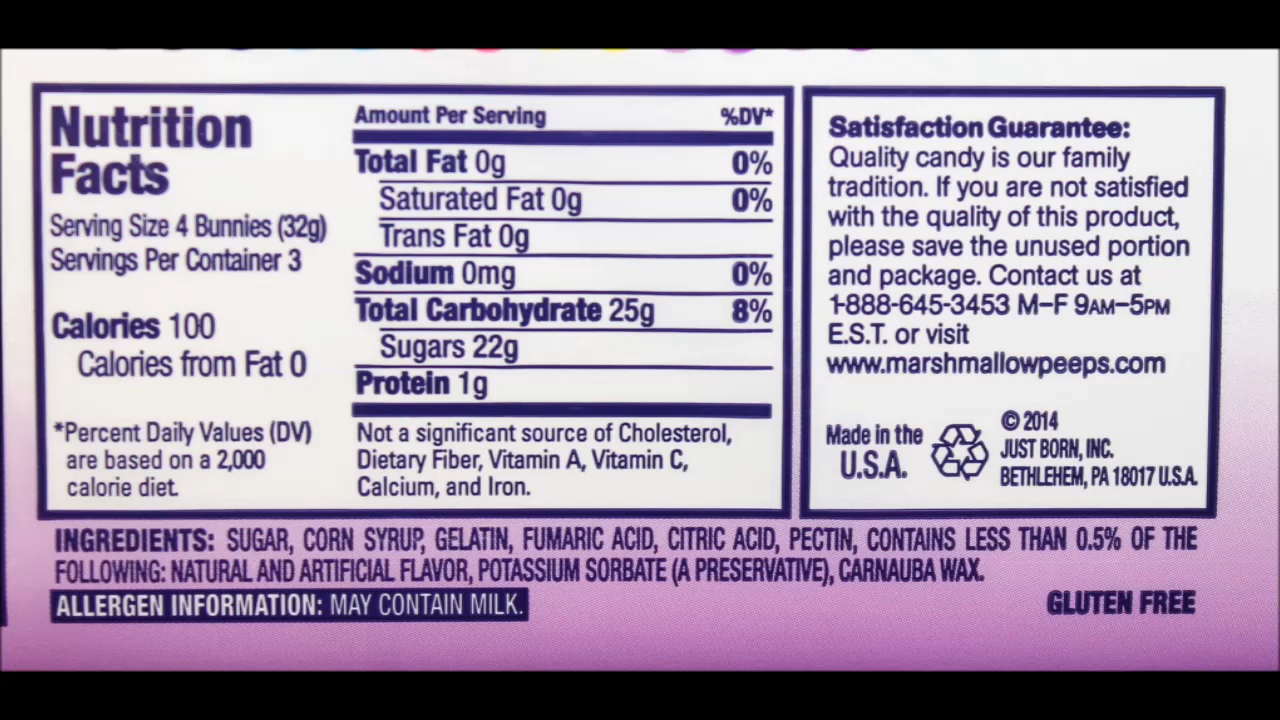 Nutrition
Facts
Serving Size 4 Bunnies (32g)
Servings Per Container 3
Calories 100
Calories from Fat 0
*Percent Daily Values (DV)
are based on a 2,000
calorie diet.
Amount Per Serving %DV*
Total Fat 0g 0%
Saturated Fat 0g 0%
Trans Fat 0g
Sodium 0mg 0%
Total Carbohydrate 25g 8%
Sugars 22g
Protein 1g
Not a significant source of Cholesterol,
Dietary Fiber, Vitamin A, Vitamin C,
Calcium, and Iron.
Satisfaction Guarantee:
Quality candy is our family
tradition. If you are not satisfied
with the quality of this product,
please save the unused portion
and package. Contact us at
1-888-645-3453 M–F 9AM–5PM
E.S.T. or visit
www.marshmallowpeeps.com
Made in the
U.S.A.
© 2014
JUST BORN, INC.
BETHLEHEM, PA 18017 U.S.A.
INGREDIENTS: SUGAR, CORN SYRUP, GELATIN, FUMARIC ACID, CITRIC ACID, PECTIN, CONTAINS LESS THAN 0.5% OF THE
FOLLOWING: NATURAL AND ARTIFICIAL FLAVOR, POTASSIUM SORBATE (A PRESERVATIVE), CARNAUBA WAX.
ALLERGEN INFORMATION: MAY CONTAIN MILK.
GLUTEN FREE